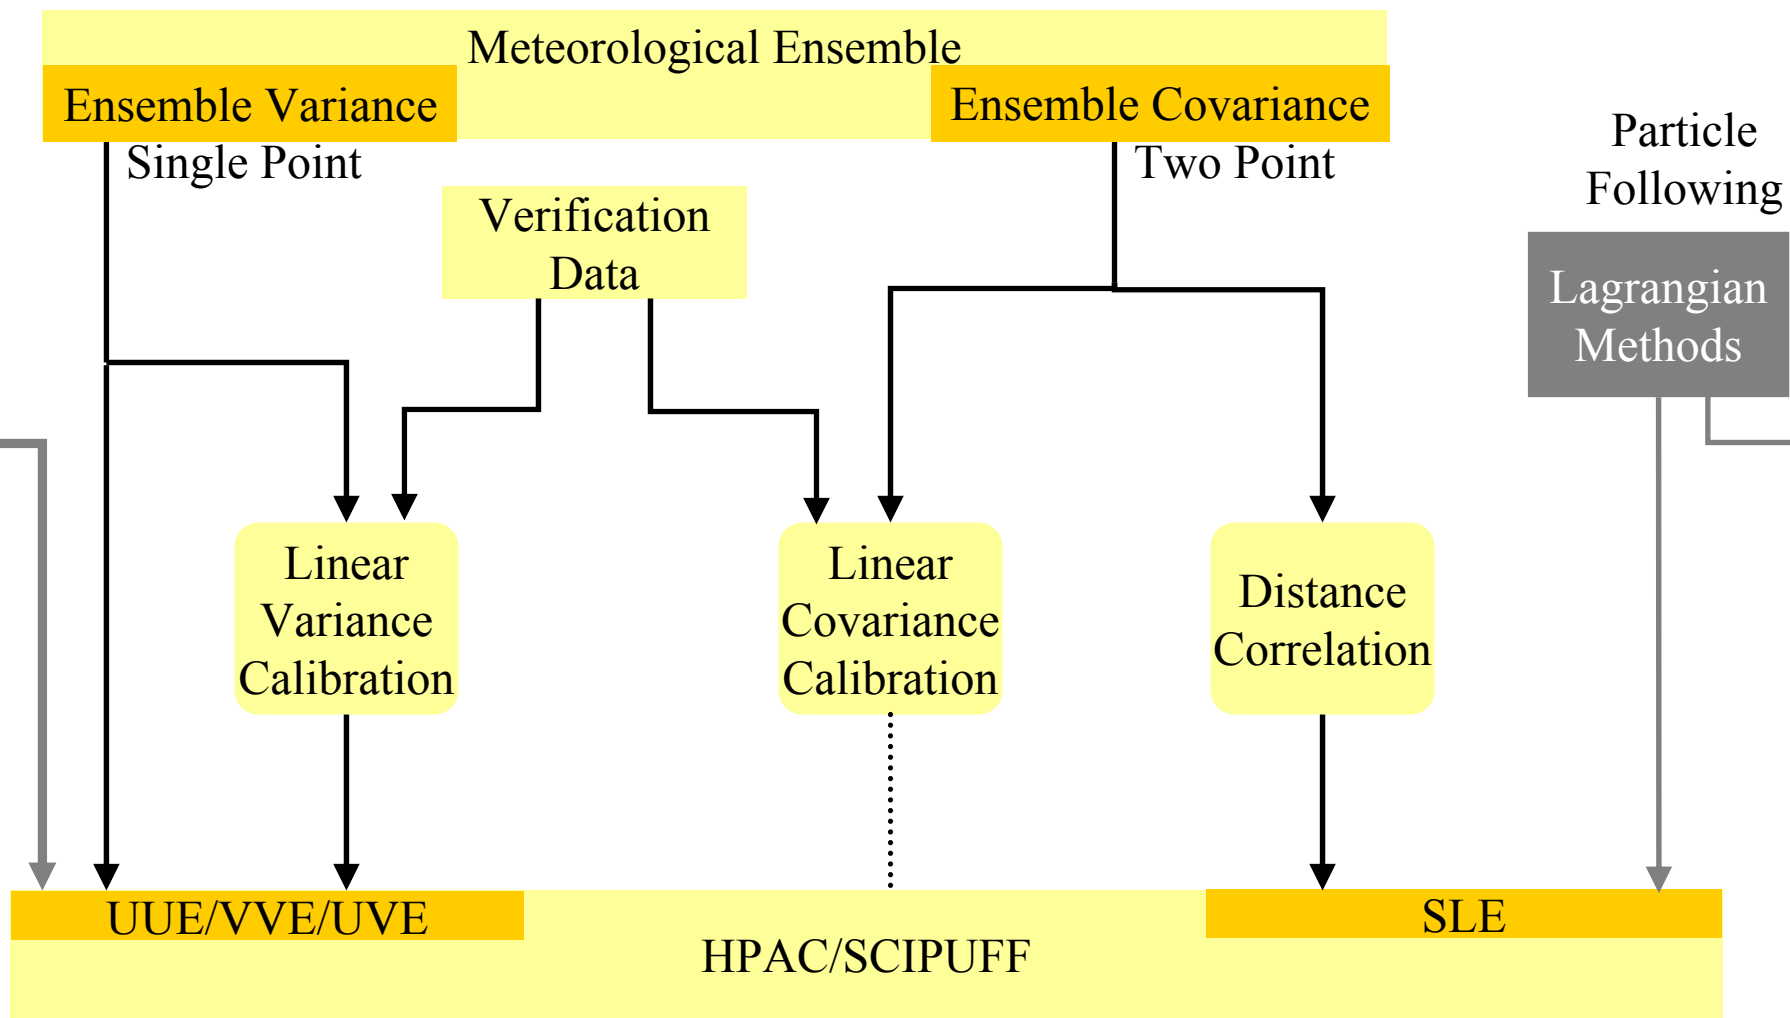 Meteorological Ensemble
Ensemble Variance
Ensemble Covariance
Single Point
Two Point
Particle
Following
Verification
Data
Lagrangian
Methods
Linear
Variance
Calibration
Linear
Covariance
Calibration
Distance
Correlation
UUE/VVE/UVE
SLE
HPAC/SCIPUFF